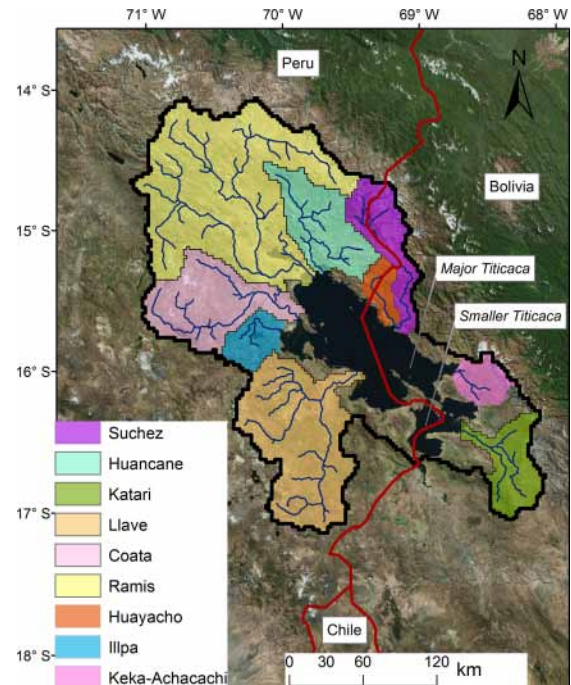 71° W 70° W 69° W 68° W
Peru
N
14° S
Bolivia
15° S
Major Titicaca
Smaller Titicaca
16° S
Suchez
Huancane
Katari
17° S
Llave
Coata
Ramis
Huayacho
Illpa
Chile
18° S
Keka-Achacachi
0 30 60 120 km